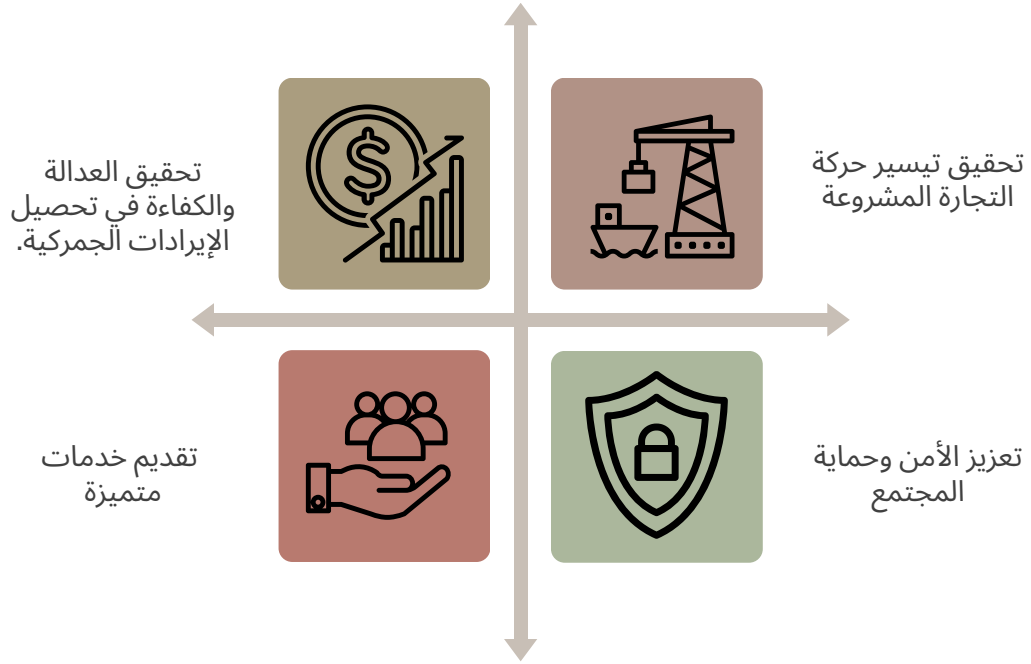 تحقيق تيسير حركة
التجارة المشروعة
تحقيق العدالة
والكفاءة في تحصيل
الإيرادات الجمركية.
تعزيز الأمن وحماية
المجتمع
تقديم خدمات
متميزة
$